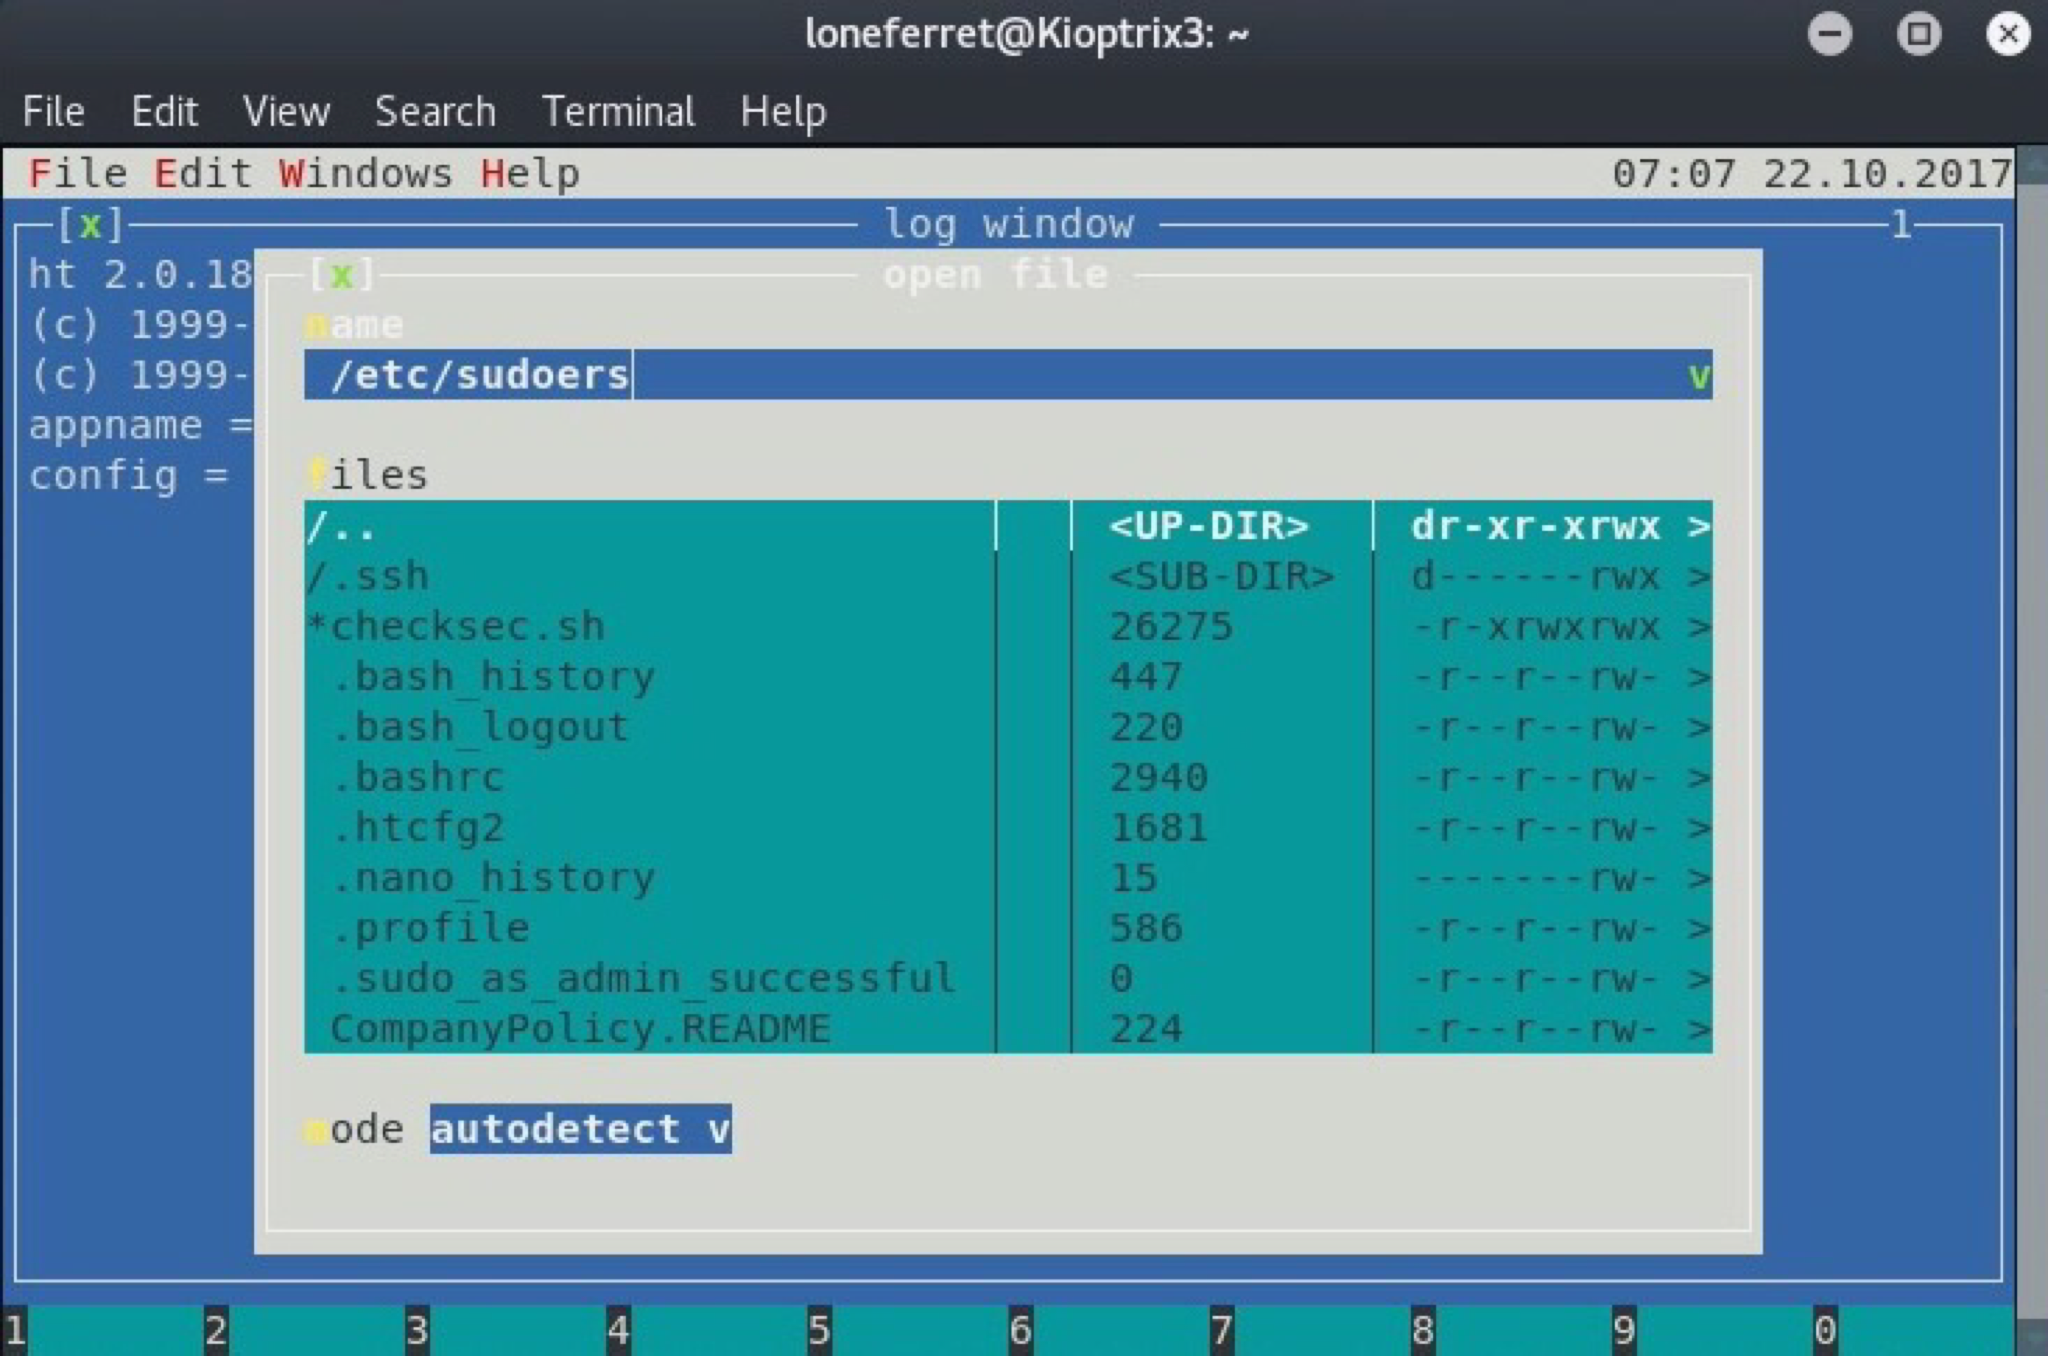 loneferret@Kioptrix3: ~
File Edit View Search Terminal Help
File Edit Windows Help 07:07 22.10.2017
[x] log window 1
ht 2.0.18
(c) 1999-
(c) 1999-
appname =
config =
[x] open file
name
/etc/sudoers v
files
/.. <UP-DIR> dr-xr-xrwx >
/.ssh <SUB-DIR> d------rwx >
*checksec.sh 26275 -r-xrwxrwx >
.bash_history 447 -r--r--rw- >
.bash_logout 220 -r--r--rw- >
.bashrc 2940 -r--r--rw- >
.htcfg2 1681 -r--r--rw- >
.nano_history 15 -------rw- >
.profile 586 -r--r--rw- >
.sudo_as_admin_successful 0 -r--r--rw- >
CompanyPolicy.README 224 -r--r--rw- >
mode autodetect v
1 2 3 4 5 6 7 8 9 0